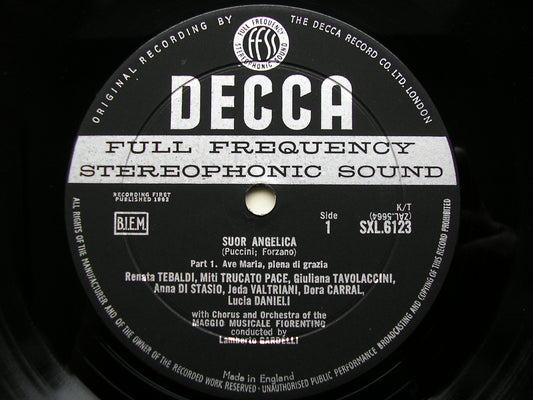 ORIGINAL RECORDING BY THE DECCA RECORD CO. LTD. LONDON
FULL FREQUENCY
ffss
STEREOPHONIC SOUND
DECCA
FULL FREQUENCY
STEREOPHONIC SOUND
RECORDING FIRST
PUBLISHED 1962
K/T
(ZAL.5664)
B.I.E.M.
Side
1
SXL.6123
SUOR ANGELICA
(Puccini; Forzano)
Part 1. Ave Maria, piena di grazia
Renata TEBALDI, Miti TRUCATO PACE, Giuliana TAVOLACCINI,
Anna DI STASIO, Jeda VALTRIANI, Dora CARRAL,
Lucia DANIELI
with Chorus and Orchestra of the
MAGGIO MUSICALE FIORENTINO
conducted by
Lamberto GARDELLI
Made in England
ALL RIGHTS OF THE MANUFACTURER AND OF THE OWNER OF THE RECORDED WORK RESERVED · UNAUTHORISED PUBLIC PERFORMANCE BROADCASTING AND COPYING OF THIS RECORD PROHIBITED